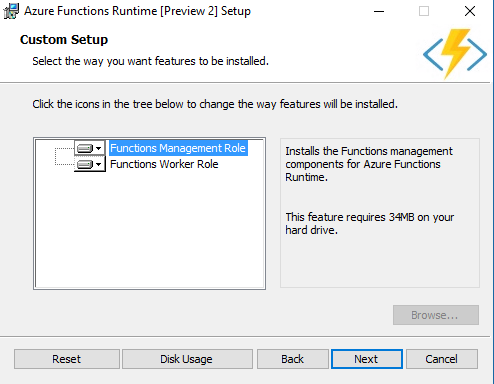 Azure Functions Runtime [Preview 2] Setup
Custom Setup
Select the way you want features to be installed.
Click the icons in the tree below to change the way features will be installed.
Functions Management Role
Functions Worker Role
Installs the Functions management
components for Azure Functions
Runtime.
This feature requires 34MB on your
hard drive.
Browse...
Reset
Disk Usage
Back
Next
Cancel